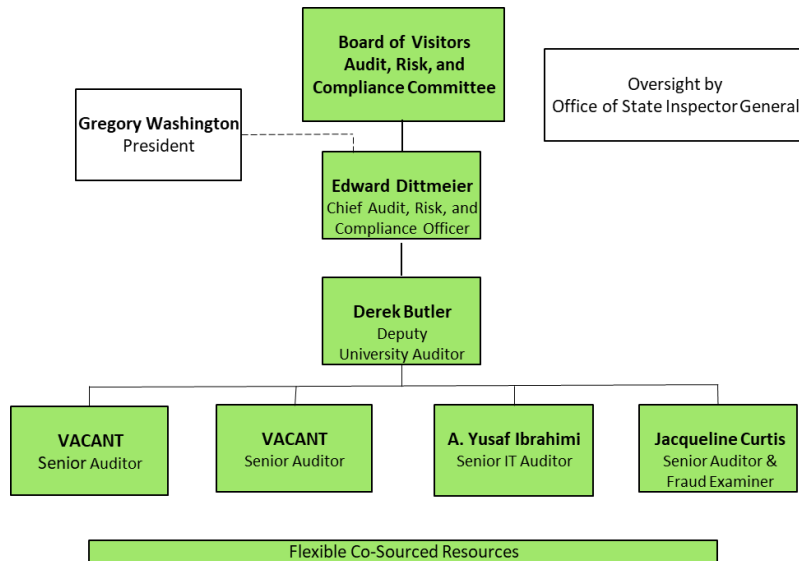 Board of Visitors
Audit, Risk, and
Compliance Committee
Oversight by
Office of State Inspector General
Gregory Washington
President
Edward Dittmeier
Chief Audit, Risk, and
Compliance Officer
Derek Butler
Deputy
University Auditor
VACANT
Senior Auditor
VACANT
Senior Auditor
A. Yusaf Ibrahimi
Senior IT Auditor
Jacqueline Curtis
Senior Auditor &
Fraud Examiner
Flexible Co-Sourced Resources